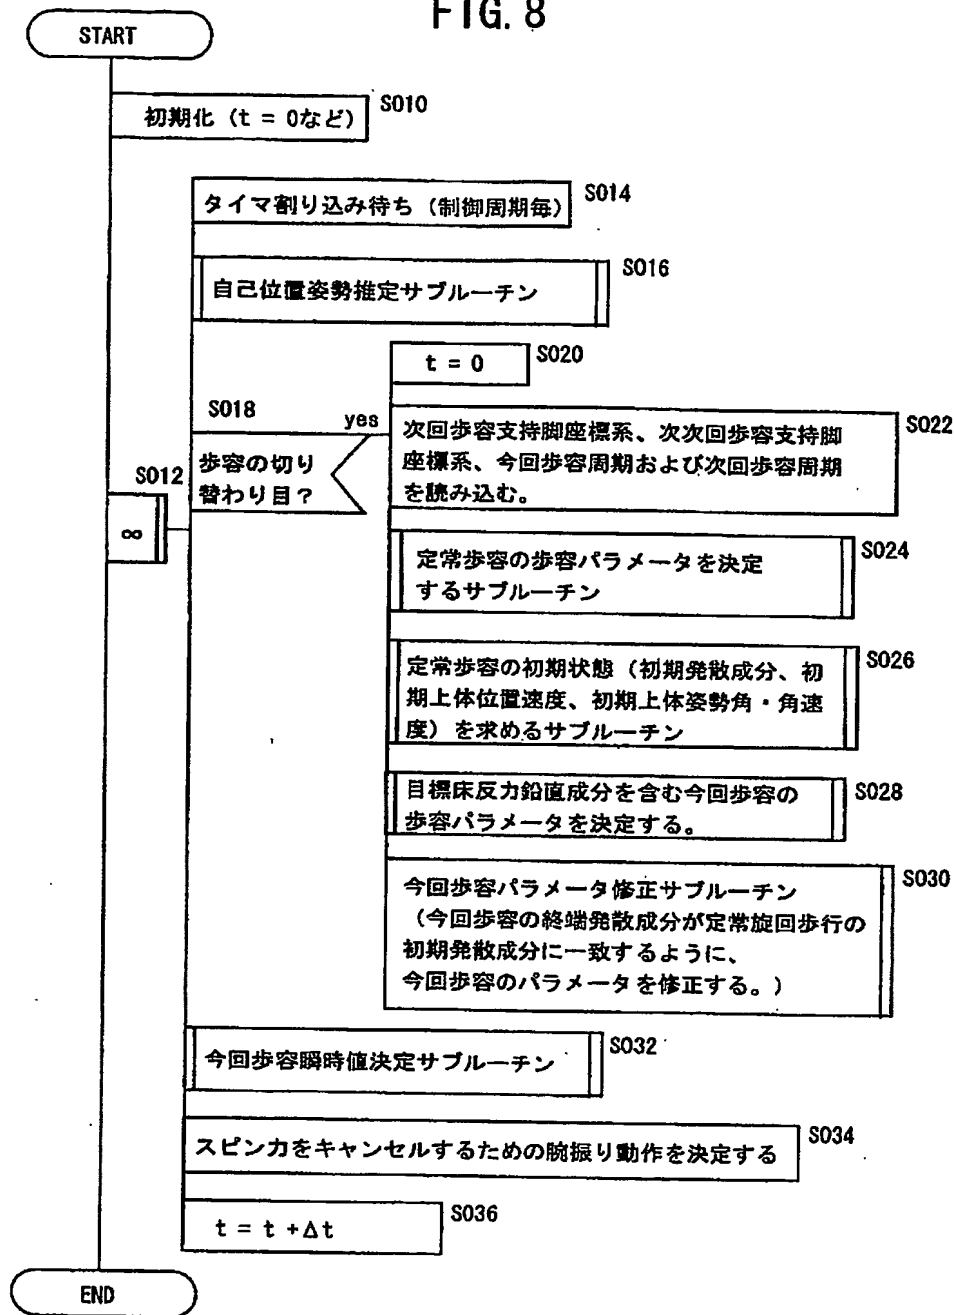 FIG. 8
START
初期化 (t = 0など)
S010
タイマ割り込み待ち (制御周期毎)
S014
自己位置姿勢推定サブルーチン
S016
t = 0
S020
S018
yes
歩容の切り
替わり目?
S012
∞
次回歩容支持脚座標系、次次回歩容支持脚
座標系、今回歩容周期および次回歩容周期
を読み込む。
S022
定常歩容の歩容パラメータを決定
するサブルーチン
S024
定常歩容の初期状態 (初期発散成分、初
期上体位置速度、初期上体姿勢角・角速
度) を求めるサブルーチン
S026
目標床反力鉛直成分を含む今回歩容の
歩容パラメータを決定する。
S028
今回歩容パラメータ修正サブルーチン
(今回歩容の終端発散成分が定常旋回歩行の
初期発散成分に一致するように、
今回歩容のパラメータを修正する。)
S030
今回歩容瞬時値決定サブルーチン
S032
スピン力をキャンセルするための腕振り動作を決定する
S034
t = t +Δt
S036
END